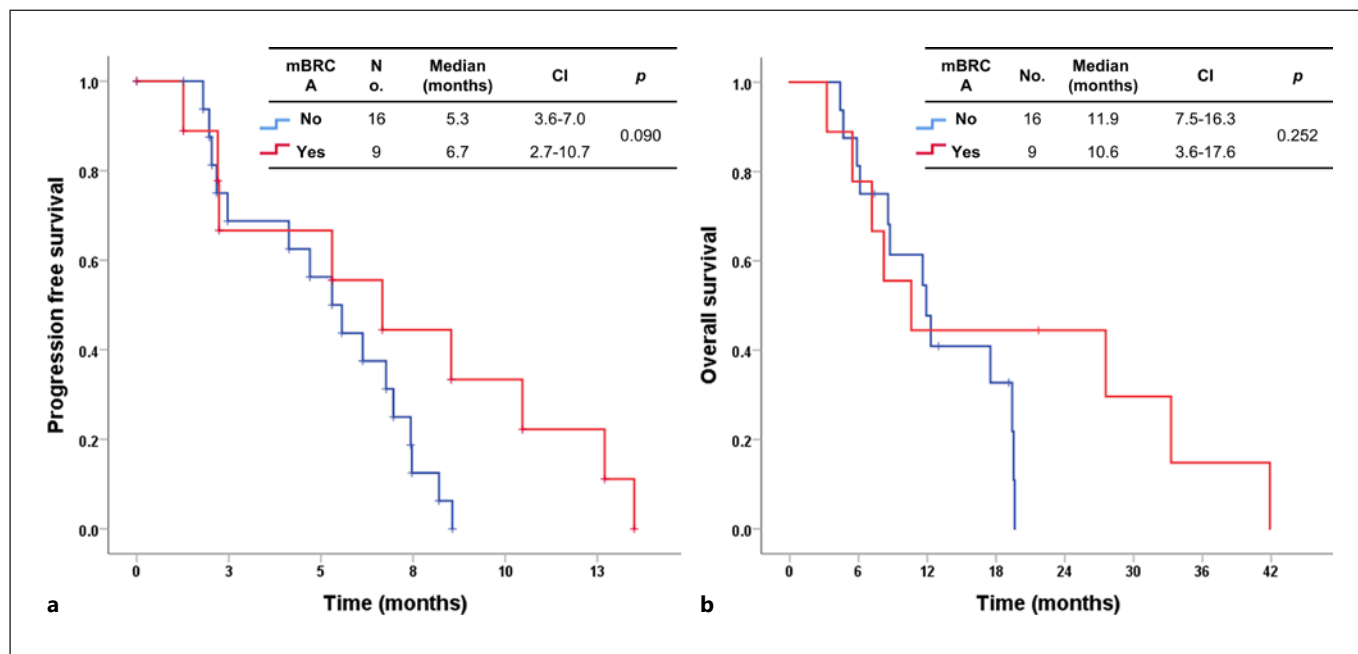 mBRC
A
N
o.
Median
(months)
CI
p
No 16 5.3 3.6-7.0
0.090
Yes 9 6.7 2.7-10.7
1.0
0.8
0.6
0.4
0.2
0.0
Progression free survival
0 3 5 8 10 13
Time (months)
a
mBRC
A
No.
Median
(months)
CI
p
No 16 11.9 7.5-16.3
0.252
Yes 9 10.6 3.6-17.6
1.0
0.8
0.6
0.4
0.2
0.0
Overall survival
0 6 12 18 24 30 36 42
Time (months)
b